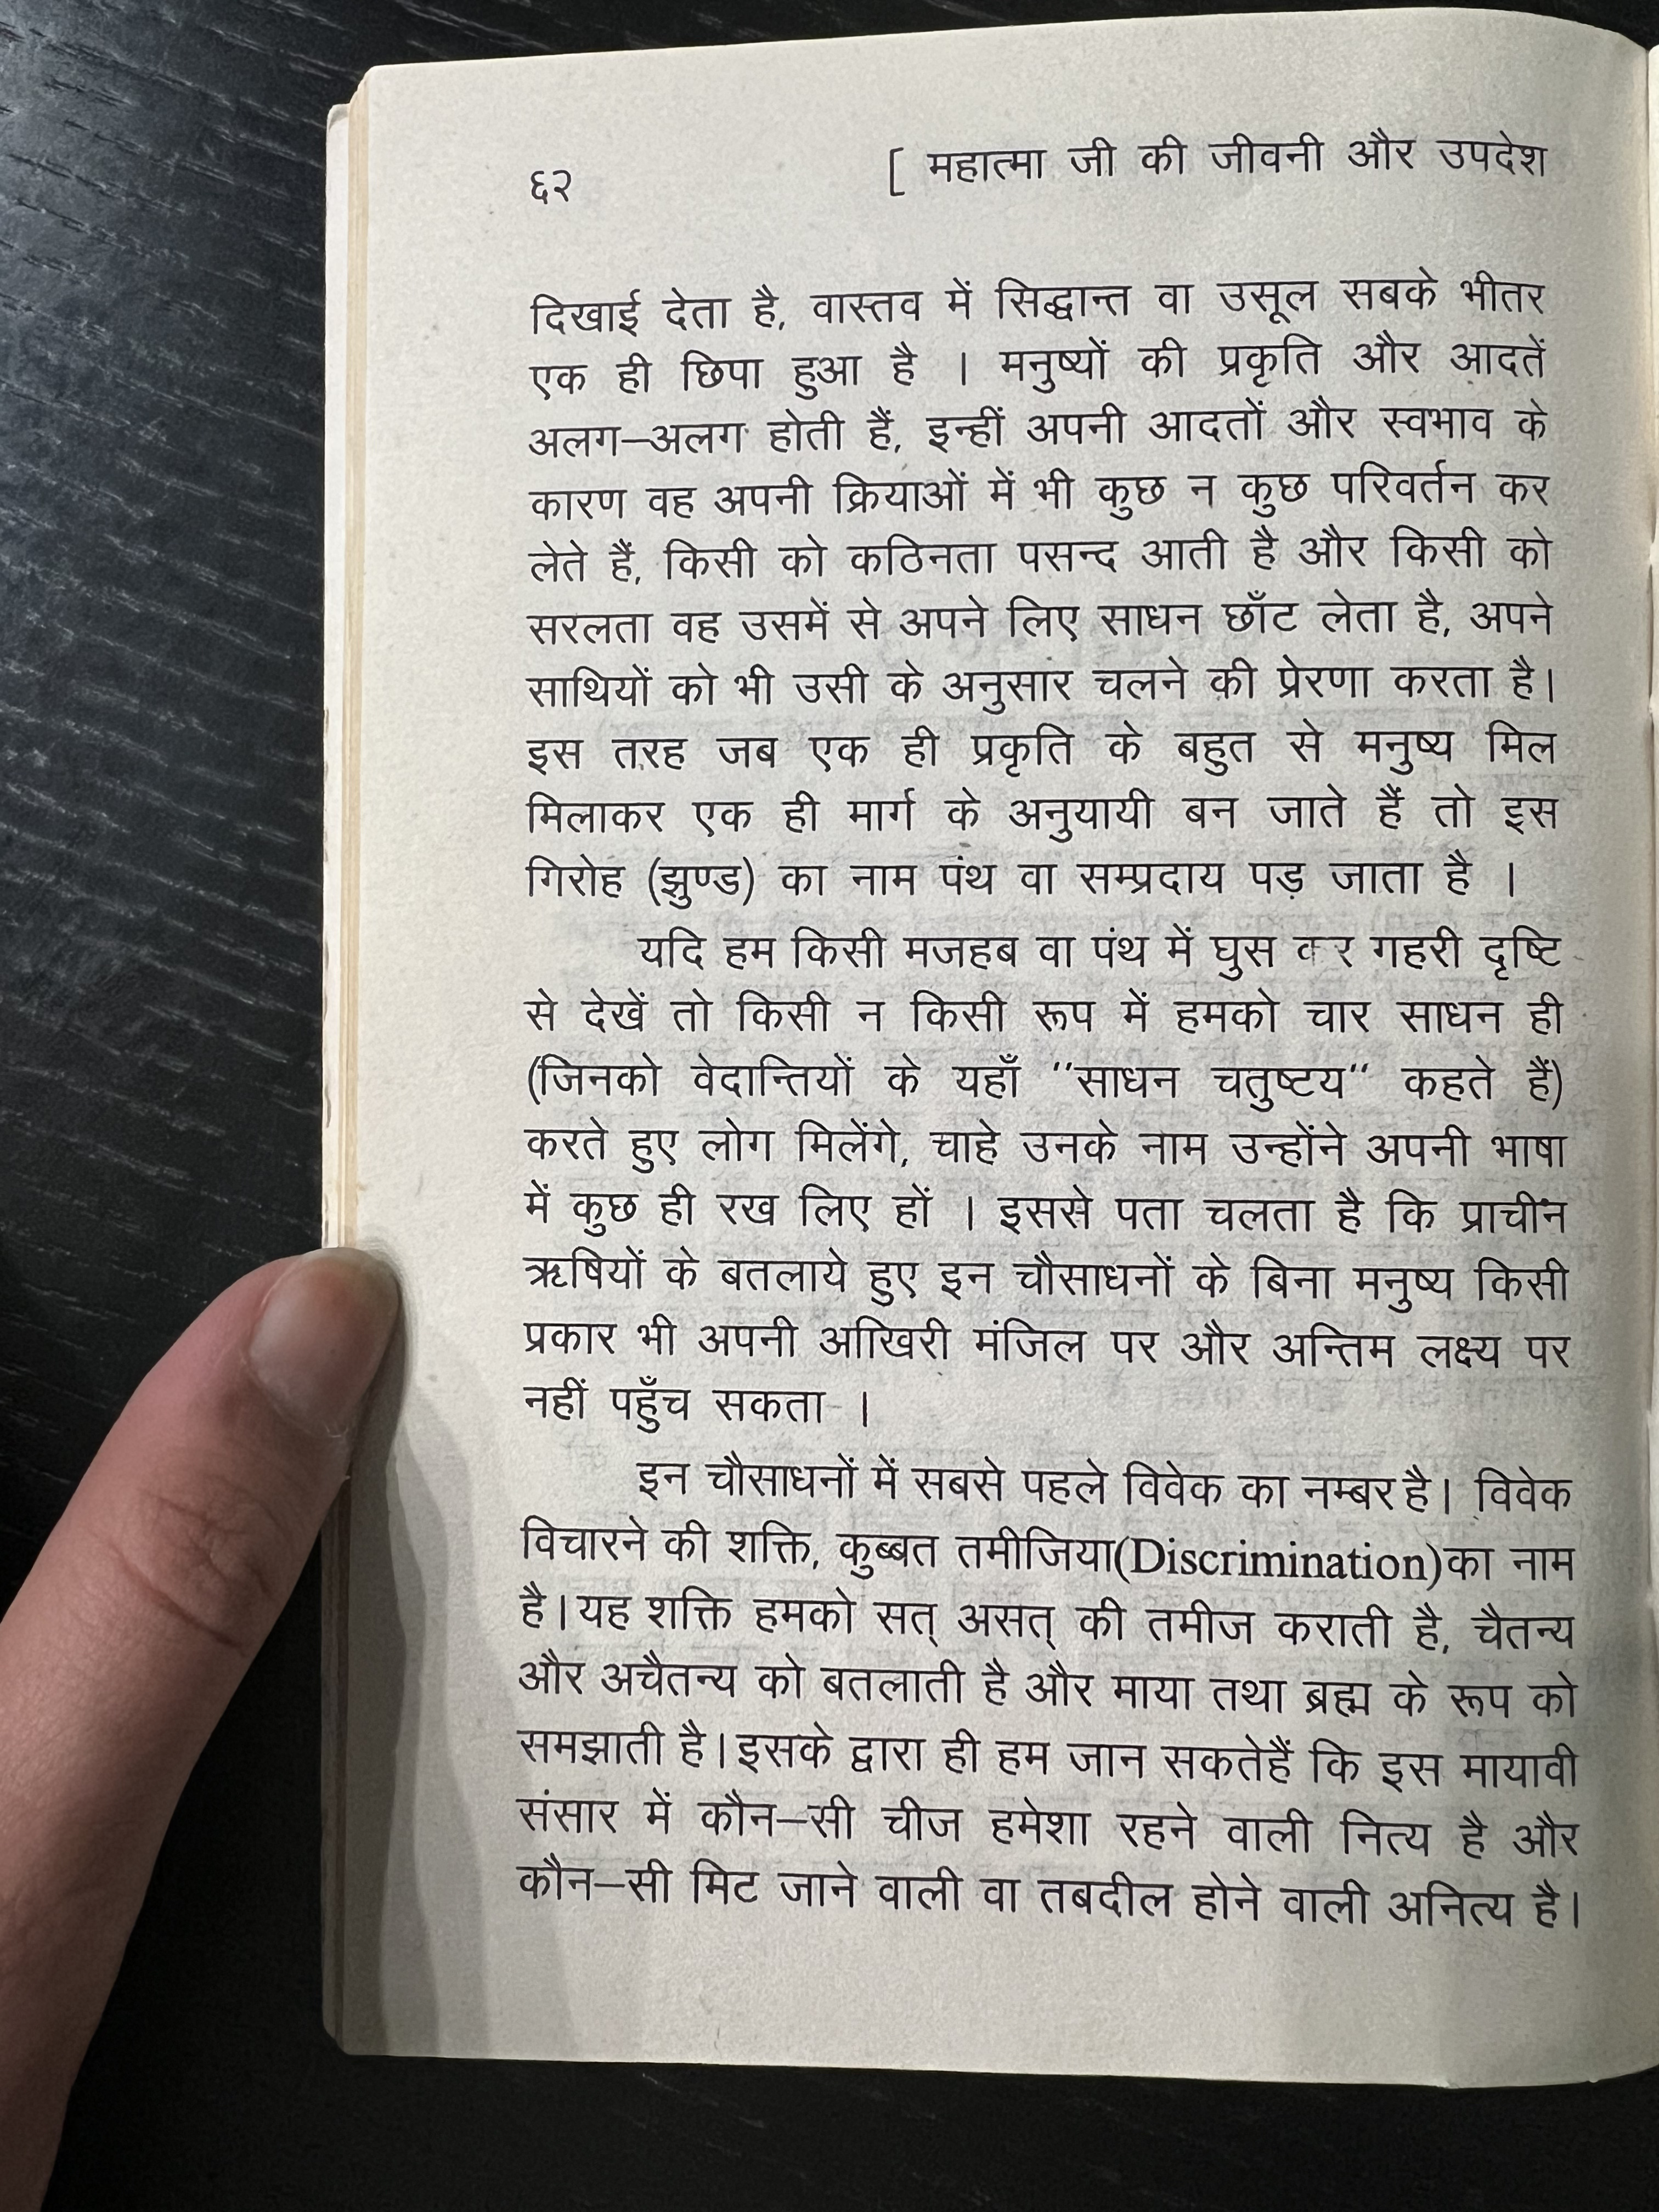 ६२ [ महात्मा जी की जीवनी और उपदेश
दिखाई देता है, वास्तव में सिद्धान्त वा उसूल सबके भीतर
एक ही छिपा हुआ है । मनुष्यों की प्रकृति और आदतें
अलग–अलग होती हैं, इन्हीं अपनी आदतों और स्वभाव के
कारण वह अपनी क्रियाओं में भी कुछ न कुछ परिवर्तन कर
लेते हैं, किसी को कठिनता पसन्द आती है और किसी को
सरलता वह उसमें से अपने लिए साधन छाँट लेता है, अपने
साथियों को भी उसी के अनुसार चलने की प्रेरणा करता है।
इस तरह जब एक ही प्रकृति के बहुत से मनुष्य मिल
मिलाकर एक ही मार्ग के अनुयायी बन जाते हैं तो इस
गिरोह (झुण्ड) का नाम पंथ वा सम्प्रदाय पड़ जाता है ।
यदि हम किसी मजहब वा पंथ में घुस कर गहरी दृष्टि
से देखें तो किसी न किसी रूप में हमको चार साधन ही
(जिनको वेदान्तियों के यहाँ ''साधन चतुष्टय'' कहते हैं)
करते हुए लोग मिलेंगे, चाहे उनके नाम उन्होंने अपनी भाषा
में कुछ ही रख लिए हों । इससे पता चलता है कि प्राचीन
ऋषियों के बतलाये हुए इन चौसाधनों के बिना मनुष्य किसी
प्रकार भी अपनी अखिरी मंजिल पर और अन्तिम लक्ष्य पर
नहीं पहुँच सकता ।
इन चौसाधनों में सबसे पहले विवेक का नम्बर है। विवेक
विचारने की शक्ति, कुब्बत तमीजिया(Discrimination)का नाम
है।यह शक्ति हमको सत् असत् की तमीज कराती है, चैतन्य
और अचैतन्य को बतलाती है और माया तथा ब्रह्म के रूप को
समझाती है।इसके द्वारा ही हम जान सकतेहैं कि इस मायावी
संसार में कौन–सी चीज हमेशा रहने वाली नित्य है और
कौन–सी मिट जाने वाली वा तबदील होने वाली अनित्य है।